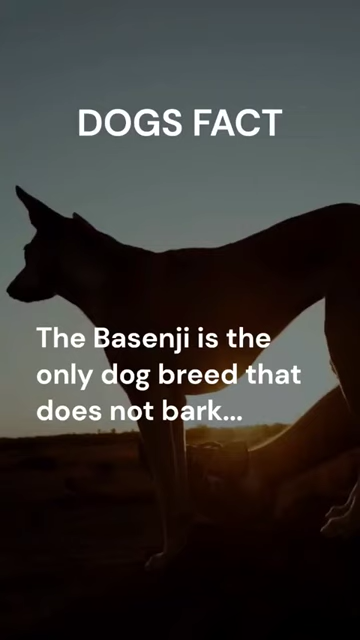 DOGS FACT
The Basenji is the
only dog breed that
does not bark...